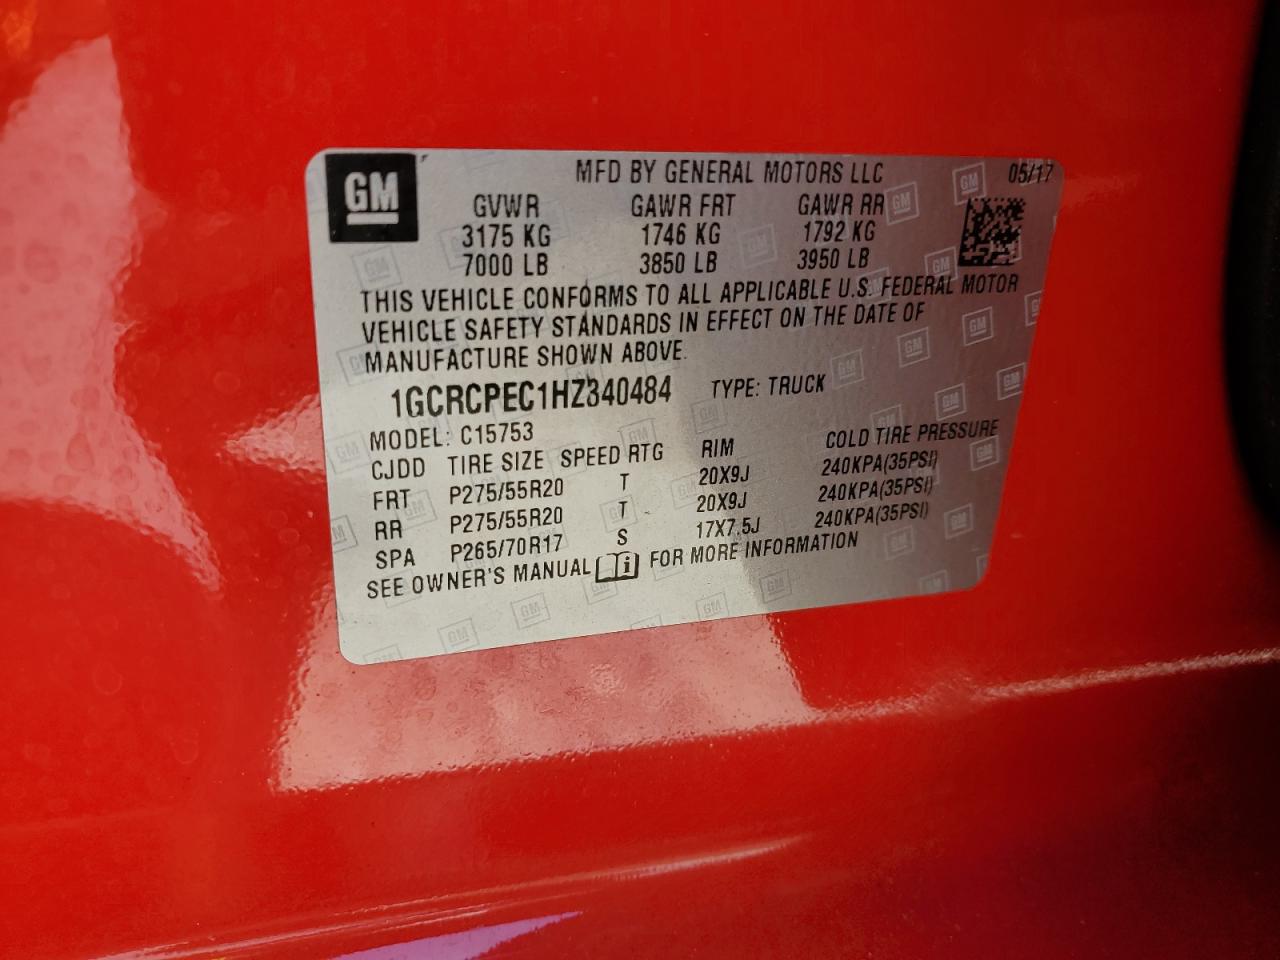 GM
MFD BY GENERAL MOTORS LLC 05/17
GVWR GAWR FRT GAWR RR
3175 KG 1746 KG 1792 KG
7000 LB 3850 LB 3950 LB
THIS VEHICLE CONFORMS TO ALL APPLICABLE U.S. FEDERAL MOTOR
VEHICLE SAFETY STANDARDS IN EFFECT ON THE DATE OF
MANUFACTURE SHOWN ABOVE.
1GCRCPEC1HZ340484 TYPE: TRUCK
MODEL: C15753
CJDD TIRE SIZE SPEED RTG RIM COLD TIRE PRESSURE
FRT P275/55R20 T 20X9J 240KPA(35PSI)
RR P275/55R20 T 20X9J 240KPA(35PSI)
SPA P265/70R17 S 17X7.5J 240KPA(35PSI)
SEE OWNER'S MANUAL FOR MORE INFORMATION